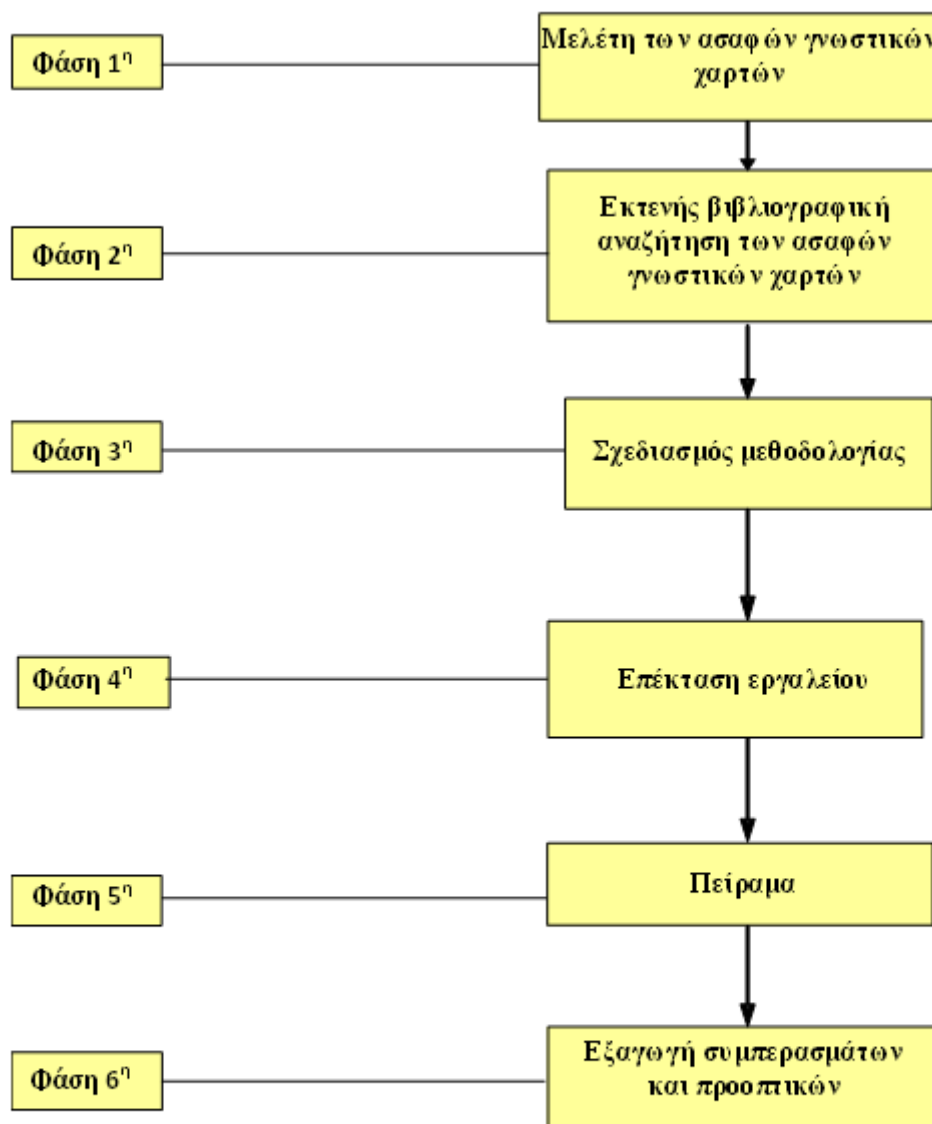 Φάση 1η
Μελέτη των ασαφών γνωστικών
χαρτών
Φάση 2η
Εκτενής βιβλιογραφική
αναζήτηση των ασαφών
γνωστικών χαρτών
Φάση 3η
Σχεδιασμός μεθοδολογίας
Φάση 4η
Επέκταση εργαλείου
Φάση 5η
Πείραμα
Φάση 6η
Εξαγωγή συμπερασμάτων
και προοπτικών